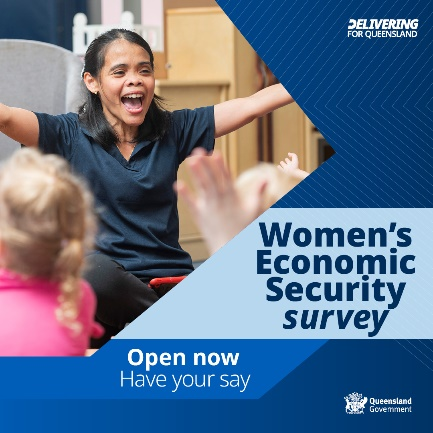 DELIVERING
FOR QUEENSLAND
Women's
Economic
Security
survey
Open now
Have your say
Queensland
Government